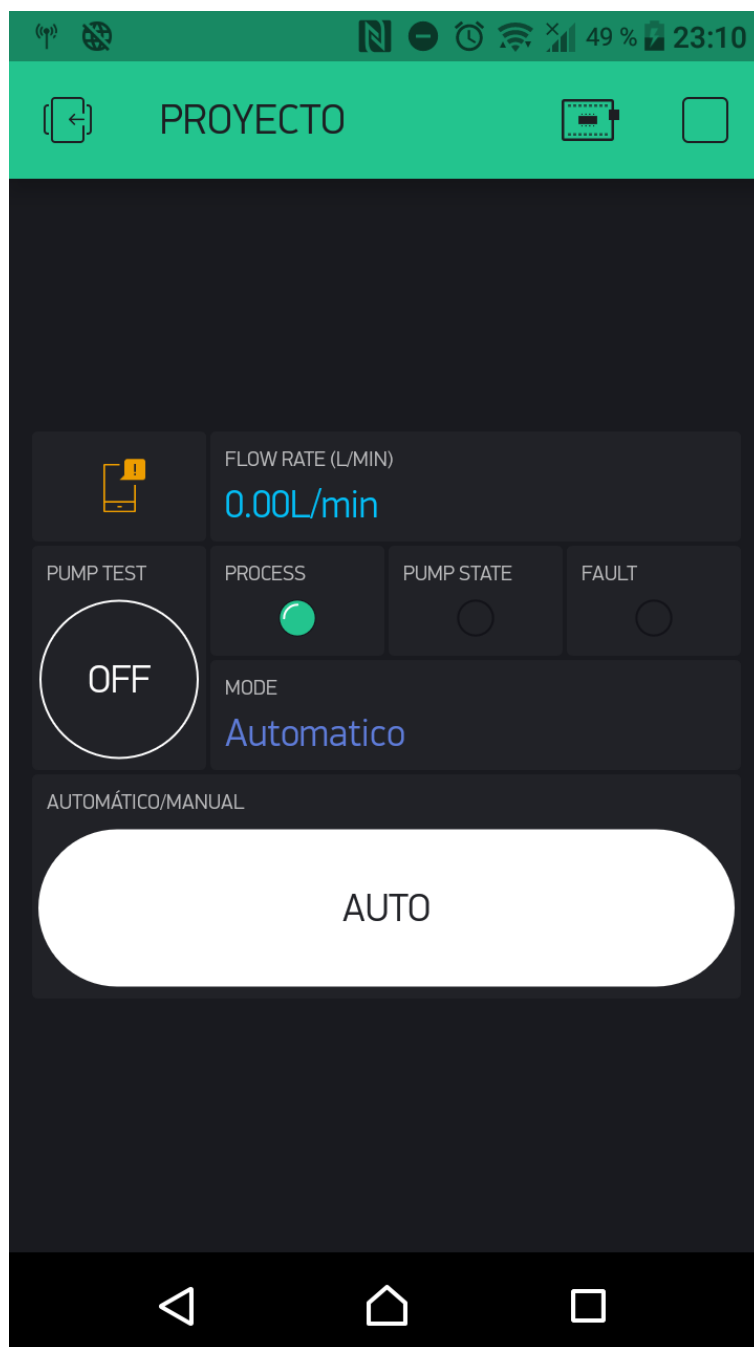 49 % 23:10
PROYECTO
FLOW RATE (L/MIN)
0.00L/min
PUMP TEST
OFF
PROCESS
PUMP STATE
FAULT
MODE
Automatico
AUTOMÁTICO/MANUAL
AUTO